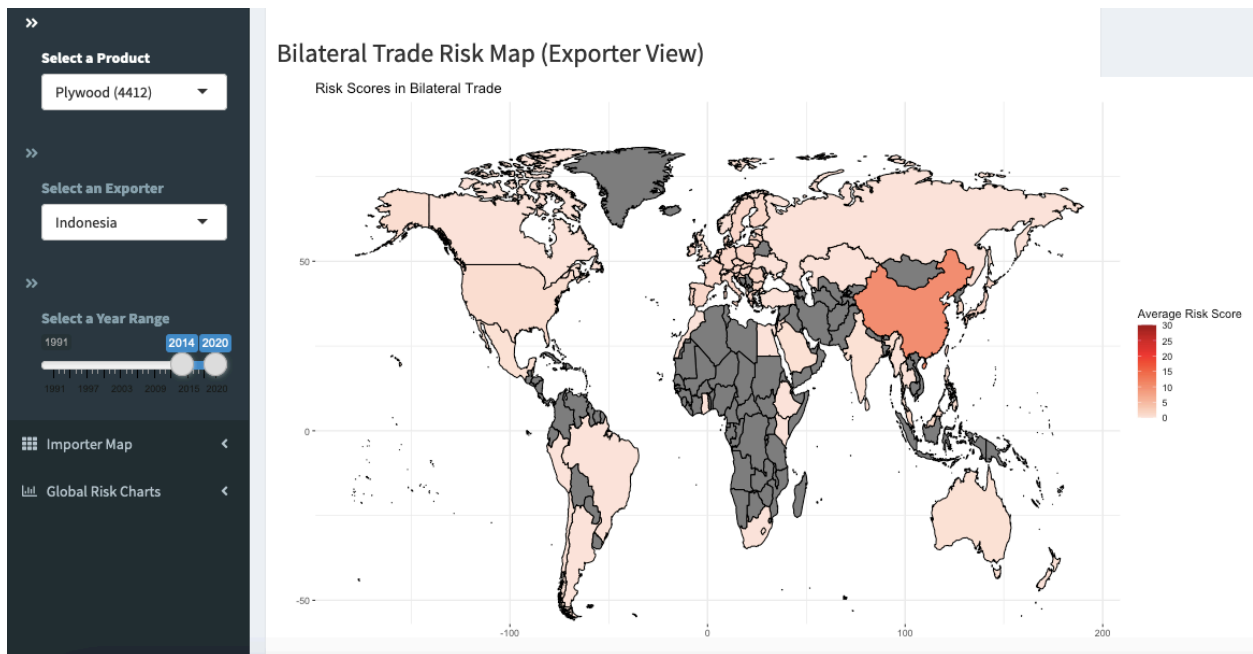 Select a Product
Plywood (4412)
Select an Exporter
Indonesia
Select a Year Range
1991
2014
2020
1991 1997 2003 2009 2015 2020
Importer Map
Global Risk Charts
Bilateral Trade Risk Map (Exporter View)
Risk Scores in Bilateral Trade
50
0
-50
-100
0
100
200
Average Risk Score
30
25
20
15
10
5
0